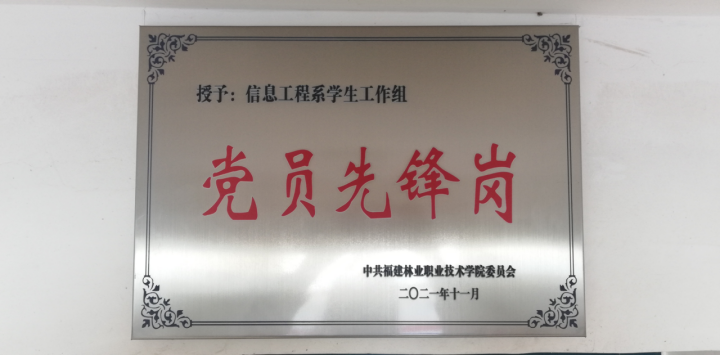 授予：信息工程系学生工作组
党员先锋岗
中共福建林业职业技术学院委员会
二〇二一年十一月